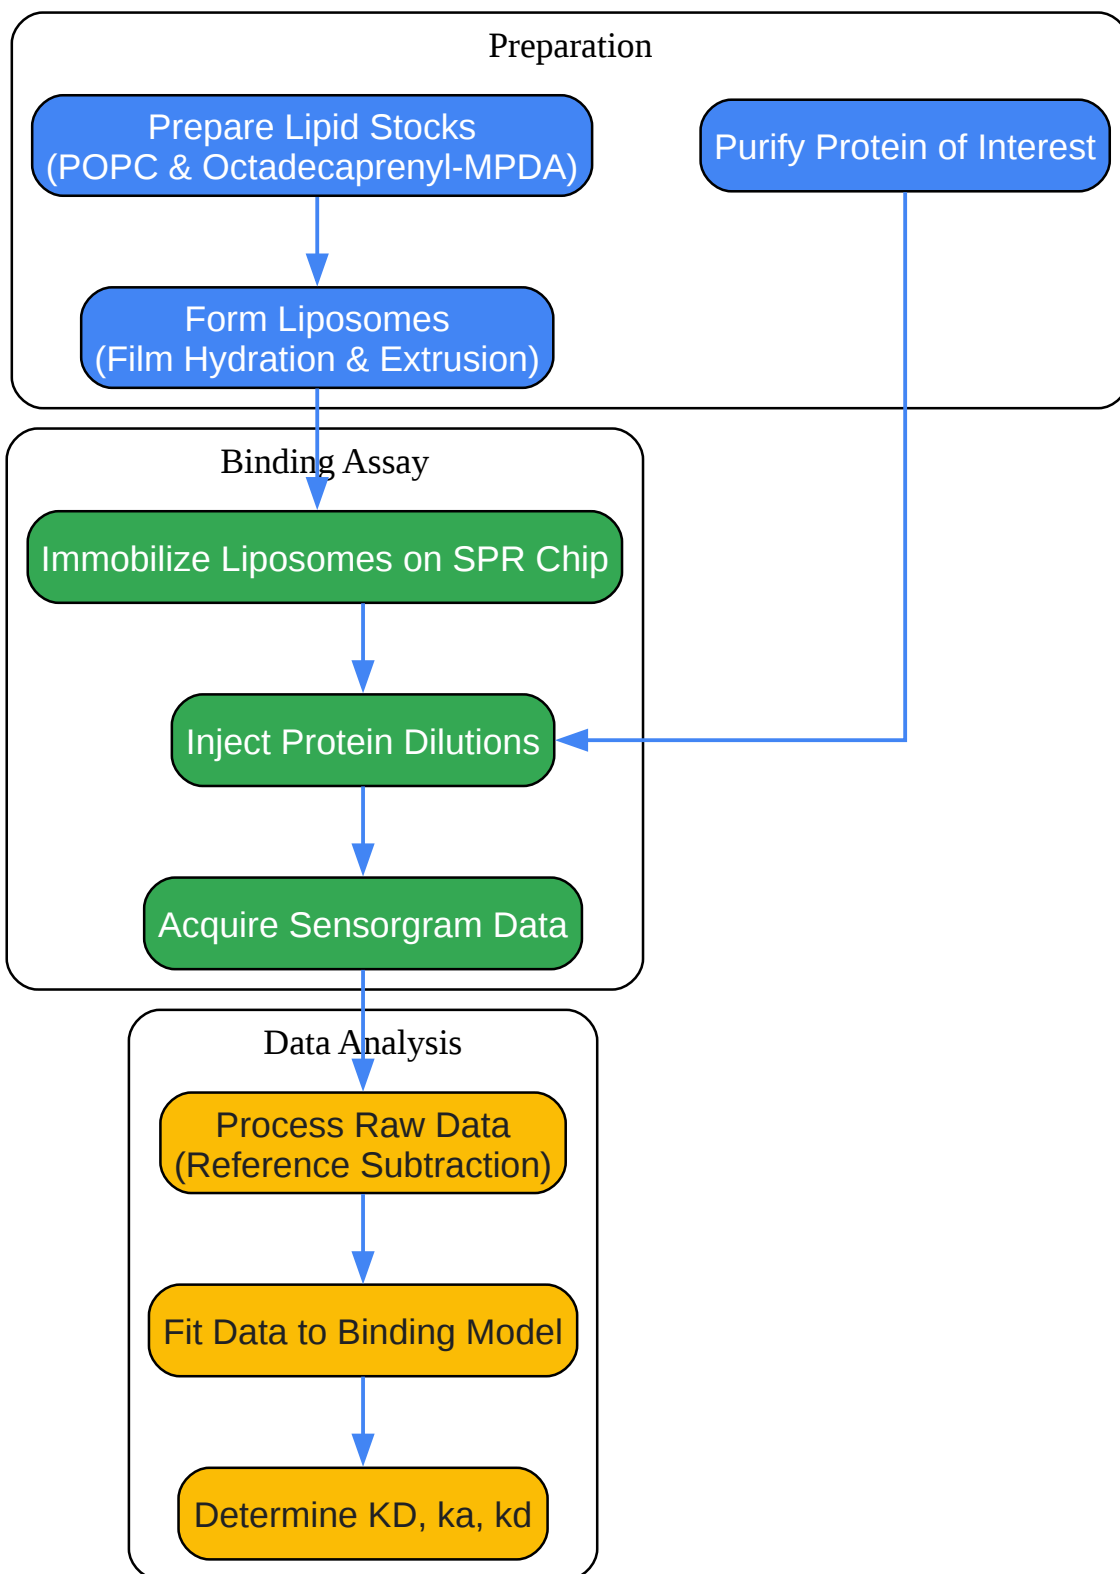 Preparation
Prepare Lipid Stocks
(POPC & Octadecaprenyl-MPDA)
Purify Protein of Interest
Form Liposomes
(Film Hydration & Extrusion)
Binding Assay
Immobilize Liposomes on SPR Chip
Inject Protein Dilutions
Acquire Sensorgram Data
Data Analysis
Process Raw Data
(Reference Subtraction)
Fit Data to Binding Model
Determine KD, ka, kd